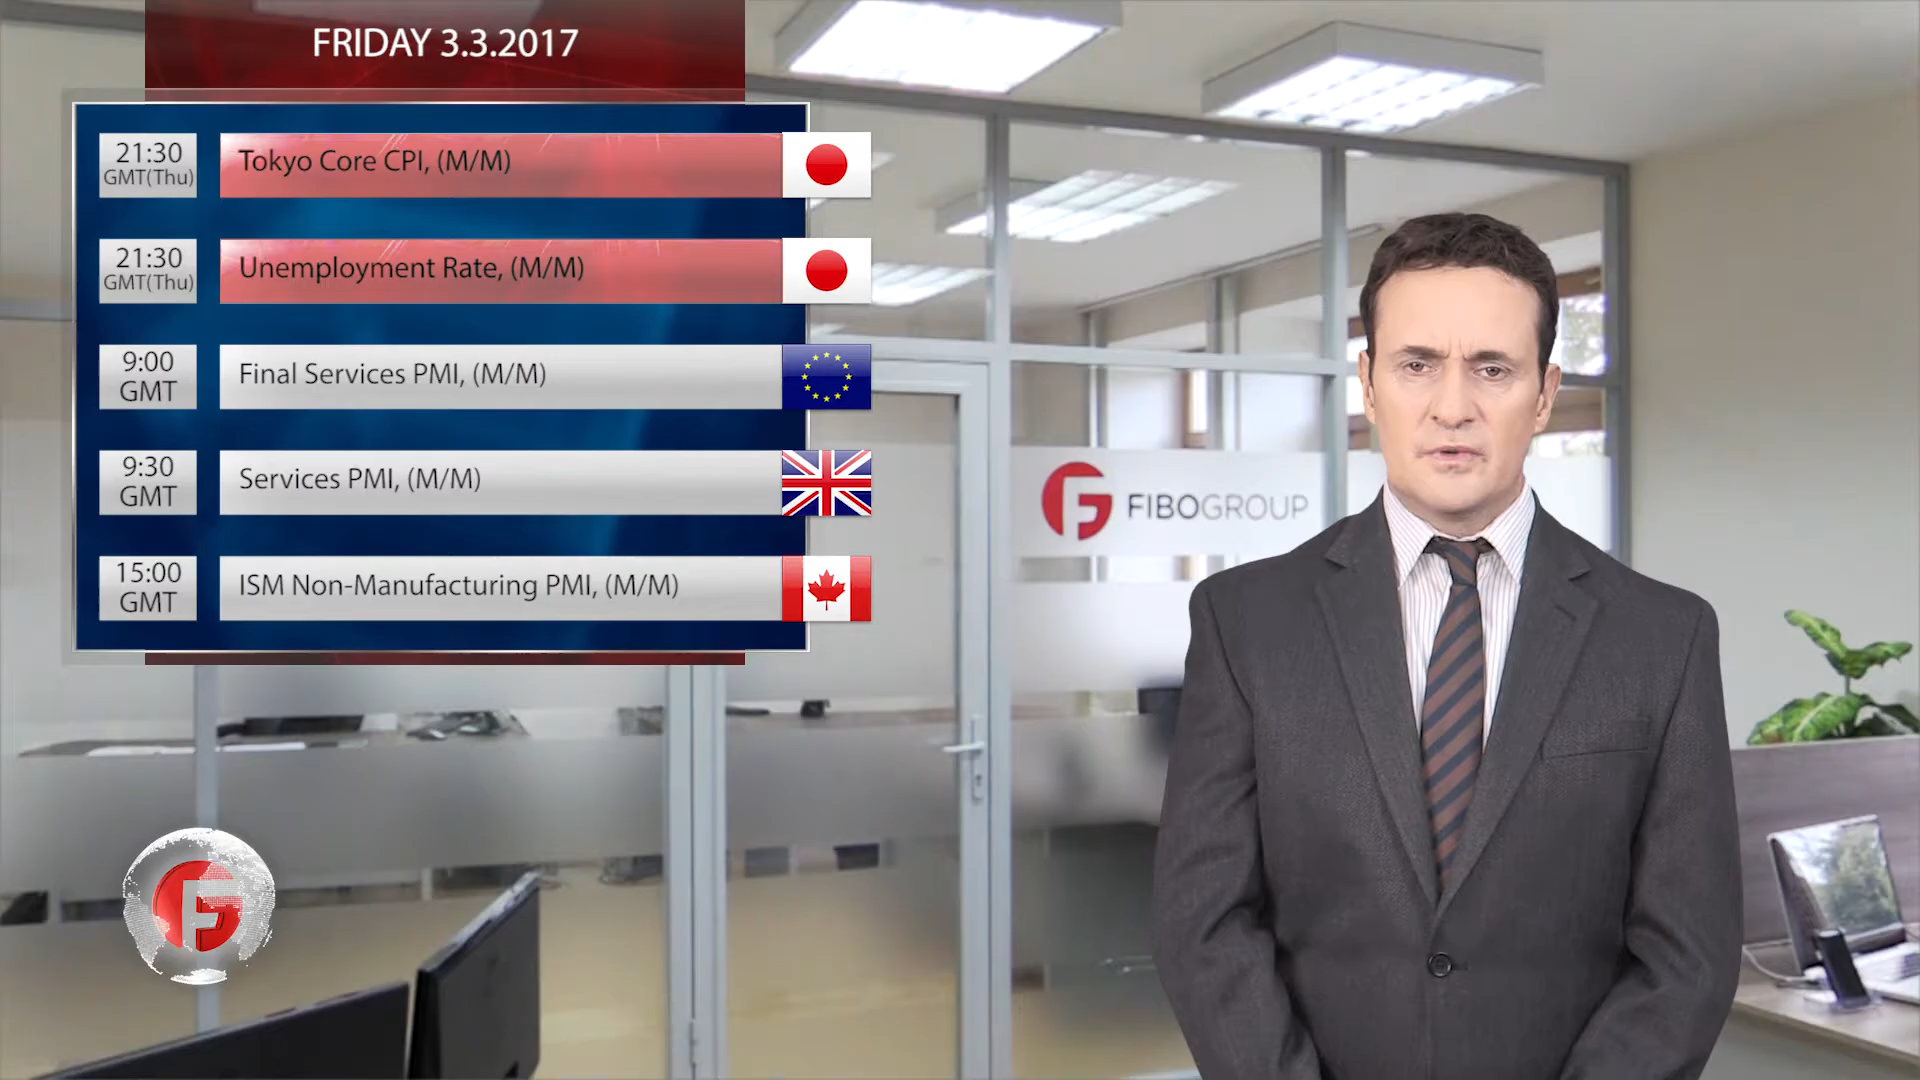 FRIDAY 3.3.2017
21:30
GMT(Thu)
Tokyo Core CPI, (M/M)
21:30
GMT(Thu)
Unemployment Rate, (M/M)
9:00
GMT
Final Services PMI, (M/M)
9:30
GMT
Services PMI, (M/M)
15:00
GMT
ISM Non-Manufacturing PMI, (M/M)
FIBOGROUP